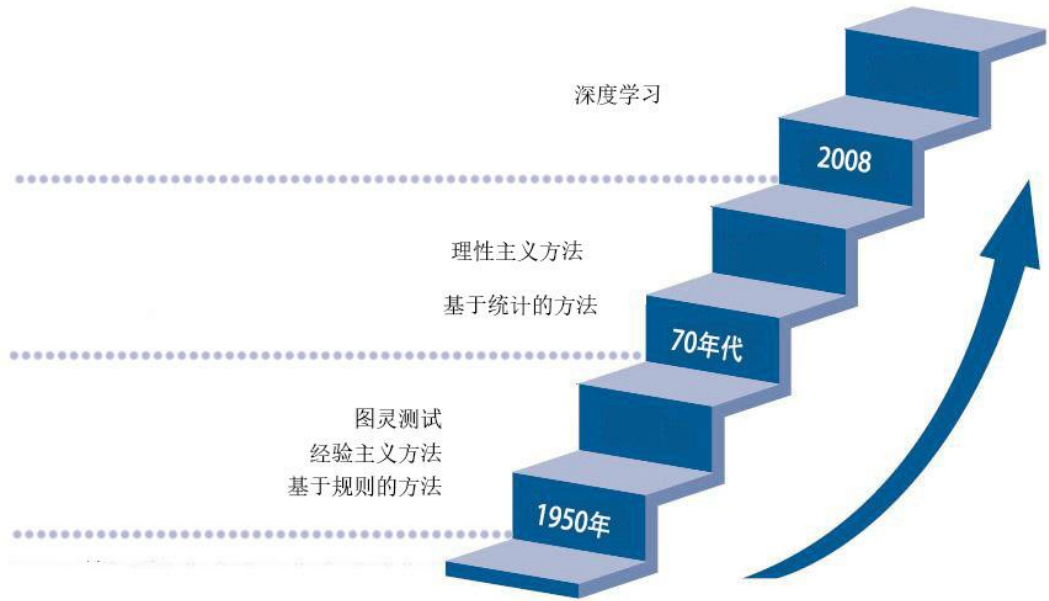 深度学习
2008
理性主义方法
基于统计的方法
70年代
图灵测试
经验主义方法
基于规则的方法
1950年